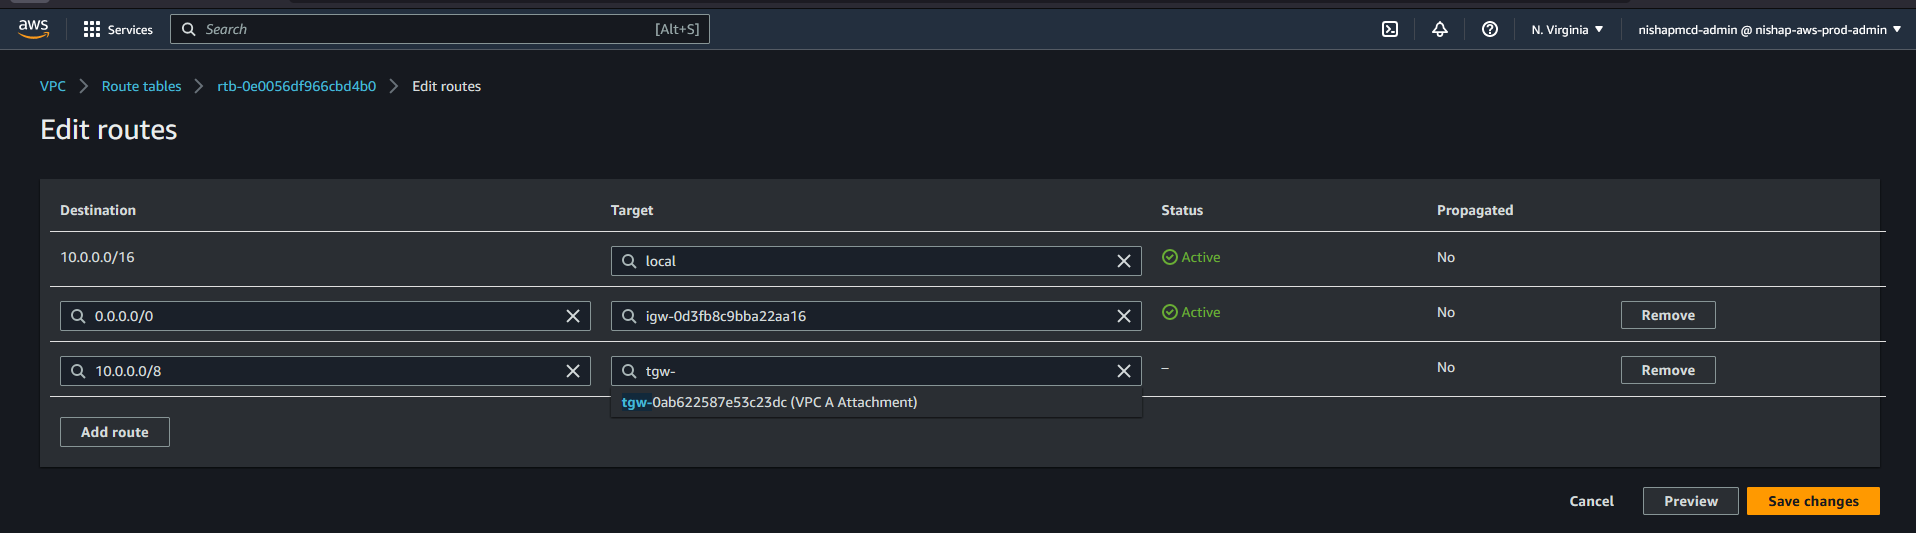 aws
Services
Search
[Alt+S]
N. Virginia
nishapmcd-admin @ nishap-aws-prod-admin
VPC
Route tables
rtb-0e0056df966cbd4b0
Edit routes
Edit routes
Destination Target Status Propagated
10.0.0.0/16 local Active No
0.0.0.0/0 igw-0d3fb8c9bba22aa16 Active No Remove
10.0.0.0/8 tgw- – No Remove
tgw-0ab622587e53c23dc (VPC A Attachment)
Add route
Cancel Preview Save changes